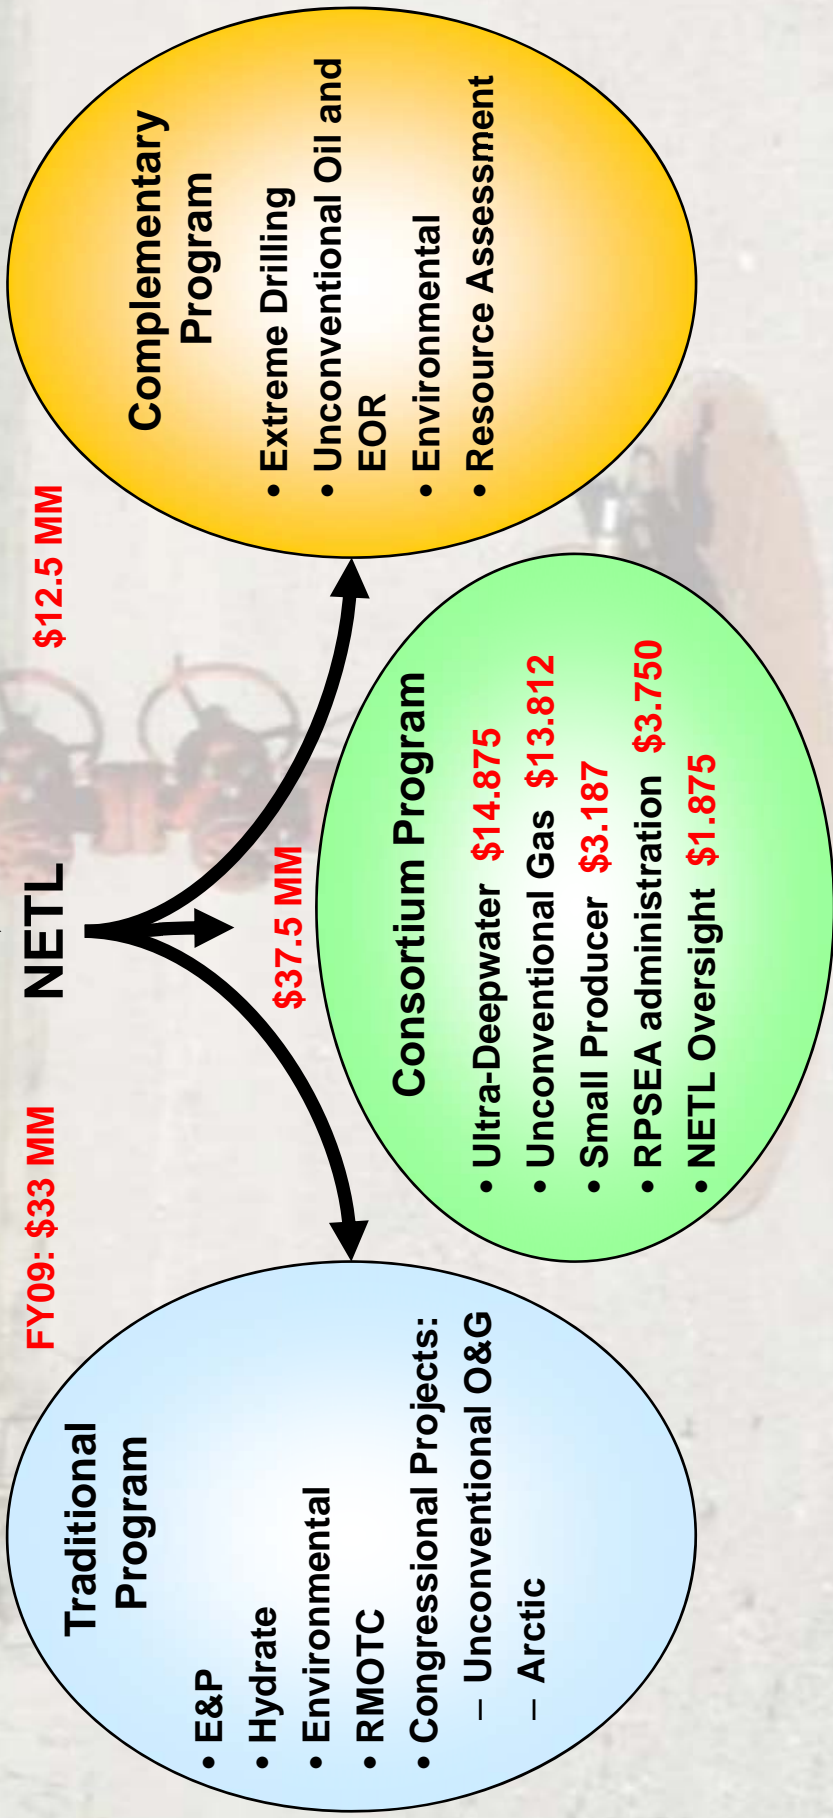 NETL
FY09: $33 MM
$12.5 MM
$37.5 MM
Traditional
Program
• E&P
• Hydrate
• Environmental
• RMOTC
• Congressional Projects:
– Unconventional O&G
– Arctic
Consortium Program
• Ultra-Deepwater $14.875
• Unconventional Gas $13.812
• Small Producer $3.187
• RPSEA administration $3.750
• NETL Oversight $1.875
Complementary
Program
• Extreme Drilling
• Unconventional Oil and
EOR
• Environmental
• Resource Assessment